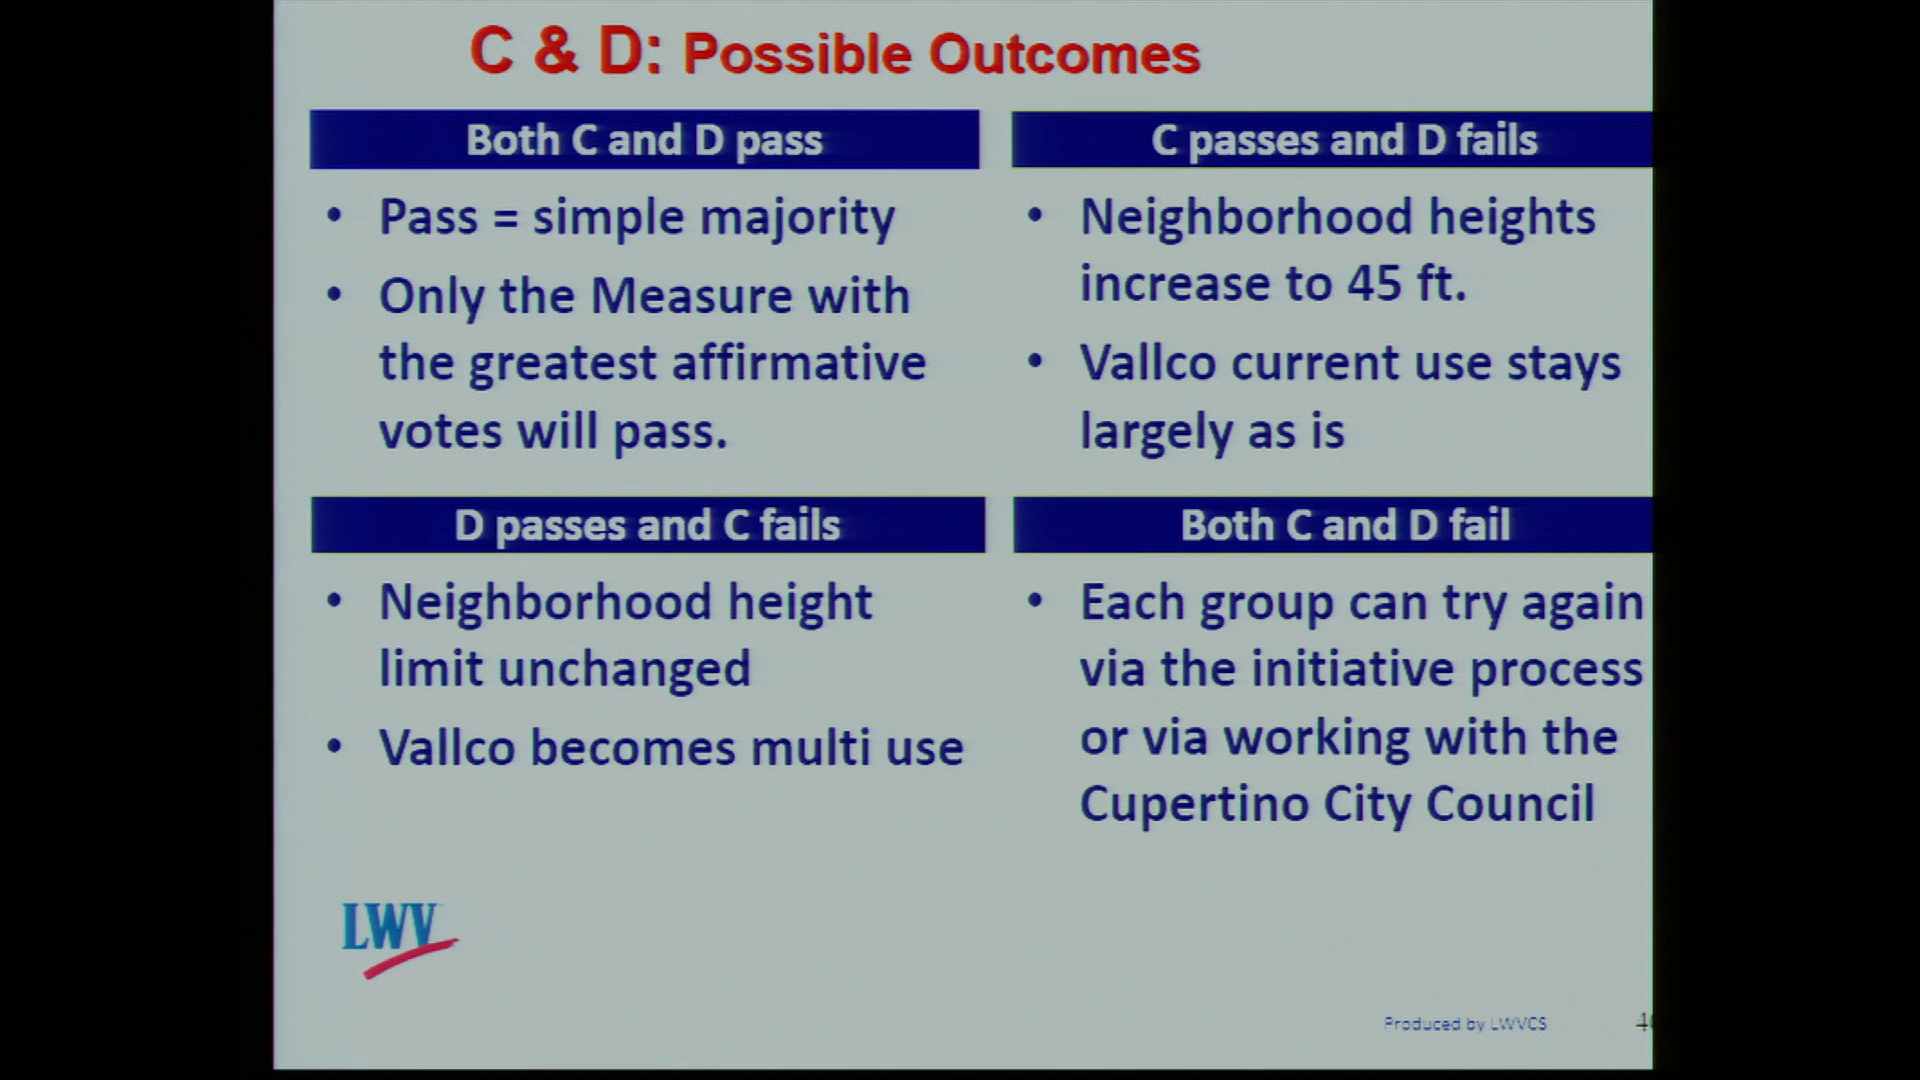 C & D: Possible Outcomes
Both C and D pass
• Pass = simple majority
• Only the Measure with
the greatest affirmative
votes will pass.
C passes and D fails
• Neighborhood heights
increase to 45 ft.
• Vallco current use stays
largely as is
D passes and C fails
• Neighborhood height
limit unchanged
• Vallco becomes multi use
Both C and D fail
• Each group can try again
via the initiative process
or via working with the
Cupertino City Council
LWV
Produced by LWVCS